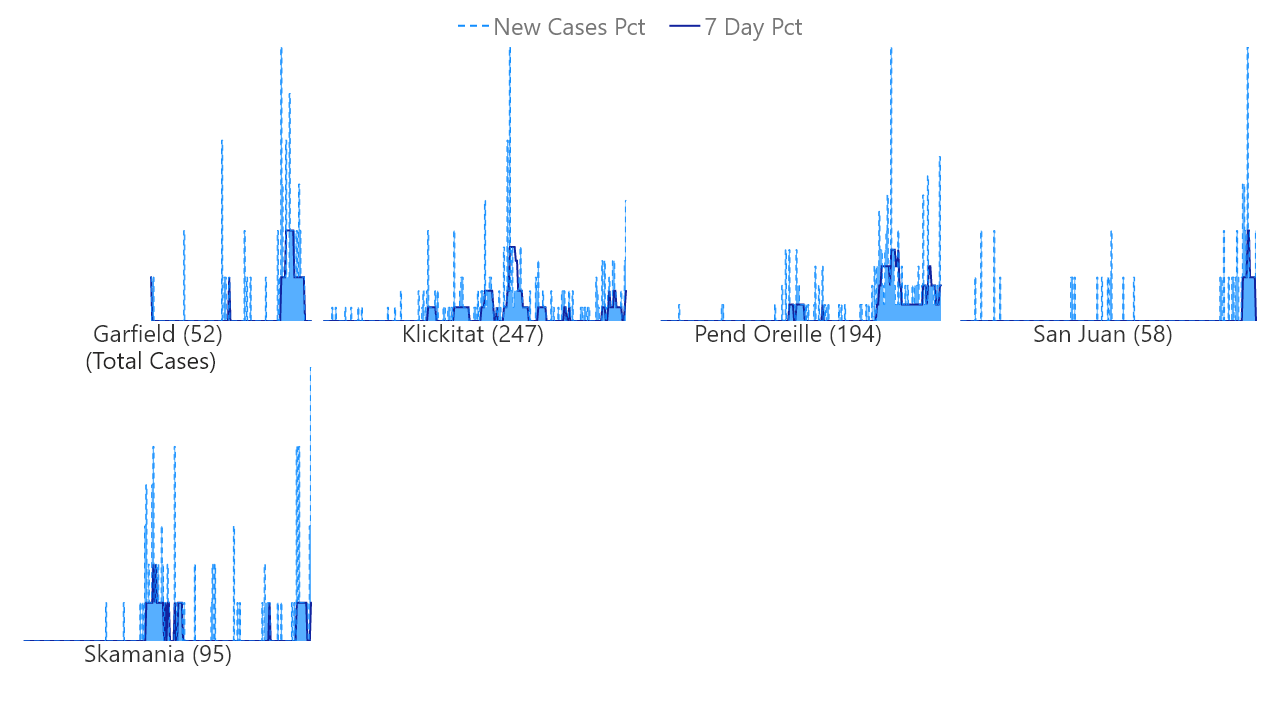 New Cases Pct 7 Day Pct
Garfield (52) Klickitat (247) Pend Oreille (194) San Juan (58)
(Total Cases)
Skamania (95)